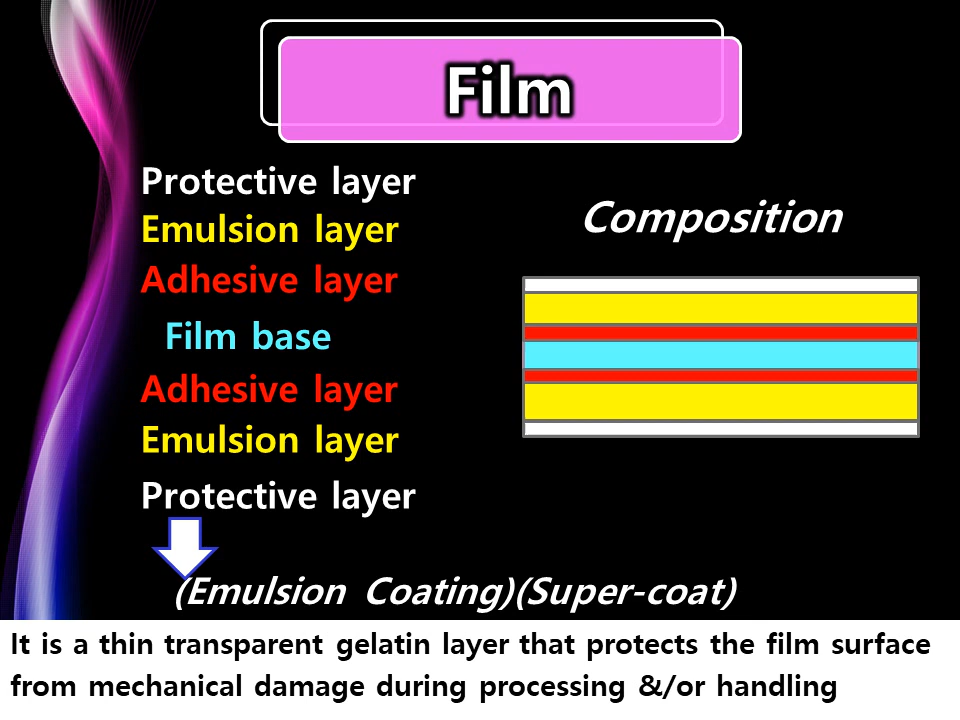 Film
Protective layer
Emulsion layer
Adhesive layer
Film base
Adhesive layer
Emulsion layer
Protective layer
Composition
(Emulsion Coating)(Super-coat)
It is a thin transparent gelatin layer that protects the film surface
from mechanical damage during processing &/or handling